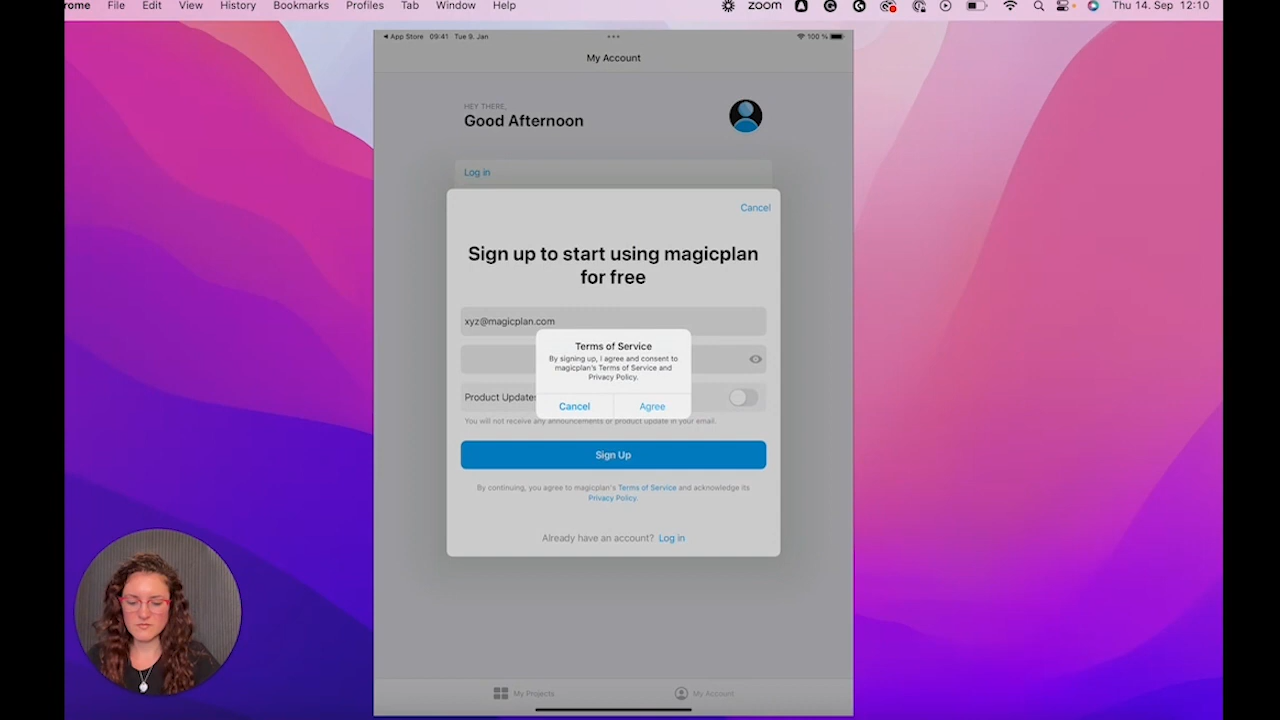 rome File Edit View History Bookmarks Profiles Tab Window Help zoom Thu 14. Sep 12:10
App Store 09:41 Tue 9. Jan 100 %
My Account
HEY THERE,
Good Afternoon
Log in
Cancel
Sign up to start using magicplan
for free
xyz@magicplan.com
Terms of Service
By signing up, I agree and consent to
magicplan's Terms of Service and
Privacy Policy.
Product Updates
Cancel Agree
You will not receive any announcements or product update in your email.
Sign Up
By continuing, you agree to magicplan's Terms of Service and acknowledge its
Privacy Policy.
Already have an account? Log in
My Projects My Account